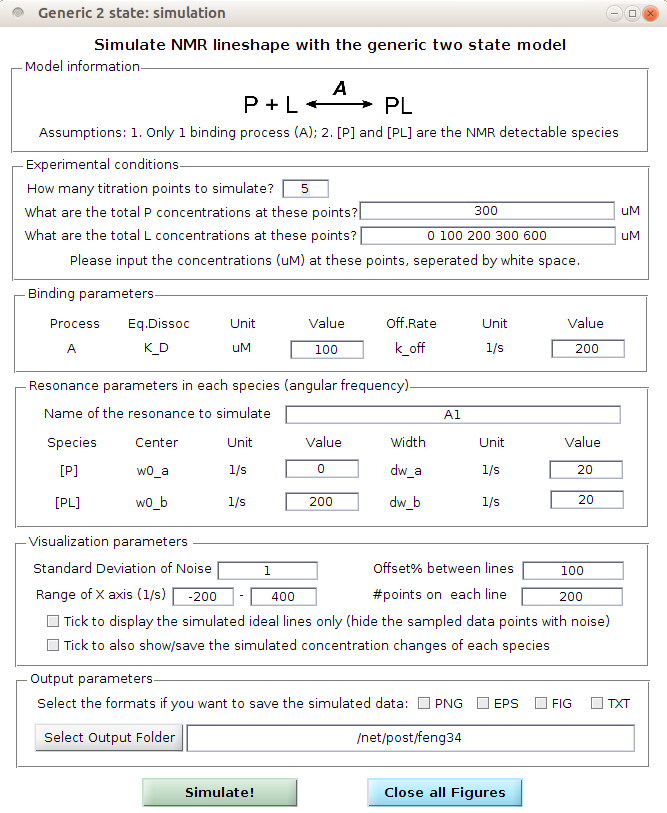 Generic 2 state: simulation
Simulate NMR lineshape with the generic two state model
Model information
A
P + L PL
Assumptions: 1. Only 1 binding process (A); 2. [P] and [PL] are the NMR detectable species
Experimental conditions
How many titration points to simulate? 5
What are the total P concentrations at these points? 300 uM
What are the total L concentrations at these points? 0 100 200 300 600 uM
Please input the concentrations (uM) at these points, seperated by white space.
Binding parameters
Process Eq.Dissoc Unit Value Off.Rate Unit Value
A K_D uM 100 k_off 1/s 200
Resonance parameters in each species (angular frequency)
Name of the resonance to simulate A1
Species Center Unit Value Width Unit Value
[P] w0_a 1/s 0 dw_a 1/s 20
[PL] w0_b 1/s 200 dw_b 1/s 20
Visualization parameters
Standard Deviation of Noise 1 Offset% between lines 100
Range of X axis (1/s) -200 - 400 #points on each line 200
Tick to display the simulated ideal lines only (hide the sampled data points with noise)
Tick to also show/save the simulated concentration changes of each species
Output parameters
Select the formats if you want to save the simulated data: PNG EPS FIG TXT
Select Output Folder /net/post/feng34
Simulate! Close all Figures